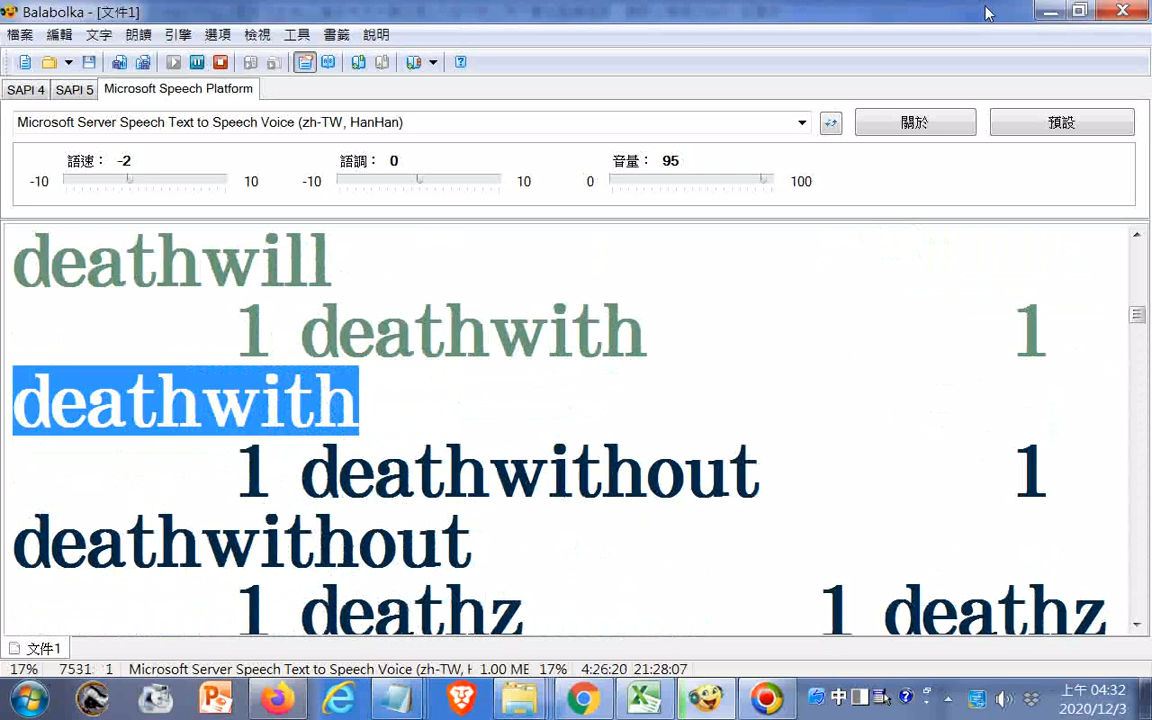 Balabolka - [文件1]
檔案 編輯 文字 朗讀 引擎 選項 檢視 工具 書籤 說明
SAPI 4 SAPI 5 Microsoft Speech Platform
Microsoft Server Speech Text to Speech Voice (zh-TW, HanHan) 關於 預設
語速： -2 語調： 0 音量： 95
-10 10 -10 10 0 100
deathwill
1 deathwith 1
deathwith
1 deathwithout 1
deathwithout
1 deathz 1 deathz
文件1
17% 7531: 1 Microsoft Server Speech Text to Speech Voice (zh-TW, H 1.00 ME 17% 4:26:20 21:28:07
中 上午 04:32
2020/12/3